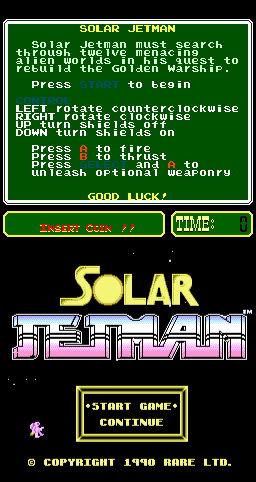 SOLAR JETMAN
Solar Jetman must search
through twelve menacing
alien worlds in his quest to
rebuild the Golden Warship.
Press START to begin
CONTROL
LEFT rotate counterclockwise
RIGHT rotate clockwise
UP turn shields off
DOWN turn shields on
Press A to fire
Press B to thrust
Press SELECT and A to
unleash optional weaponry
GOOD LUCK!
INSERT COIN !! TIME: 0
SOLAR
JETMAN™
START GAME
CONTINUE
© COPYRIGHT 1990 RARE LTD.